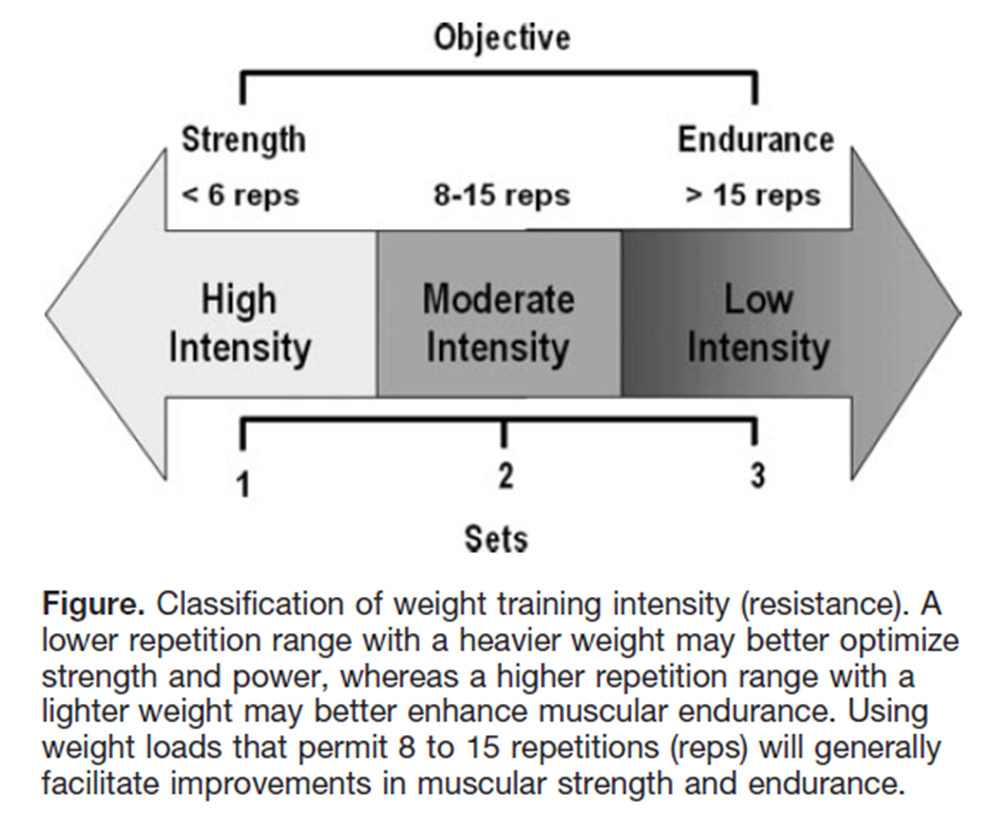 Objective
Strength
Endurance
< 6 reps
8-15 reps
> 15 reps
High
Intensity
Moderate
Intensity
Low
Intensity
1
2
3
Sets
Figure. Classification of weight training intensity (resistance). A
lower repetition range with a heavier weight may better optimize
strength and power, whereas a higher repetition range with a
lighter weight may better enhance muscular endurance. Using
weight loads that permit 8 to 15 repetitions (reps) will generally
facilitate improvements in muscular strength and endurance.